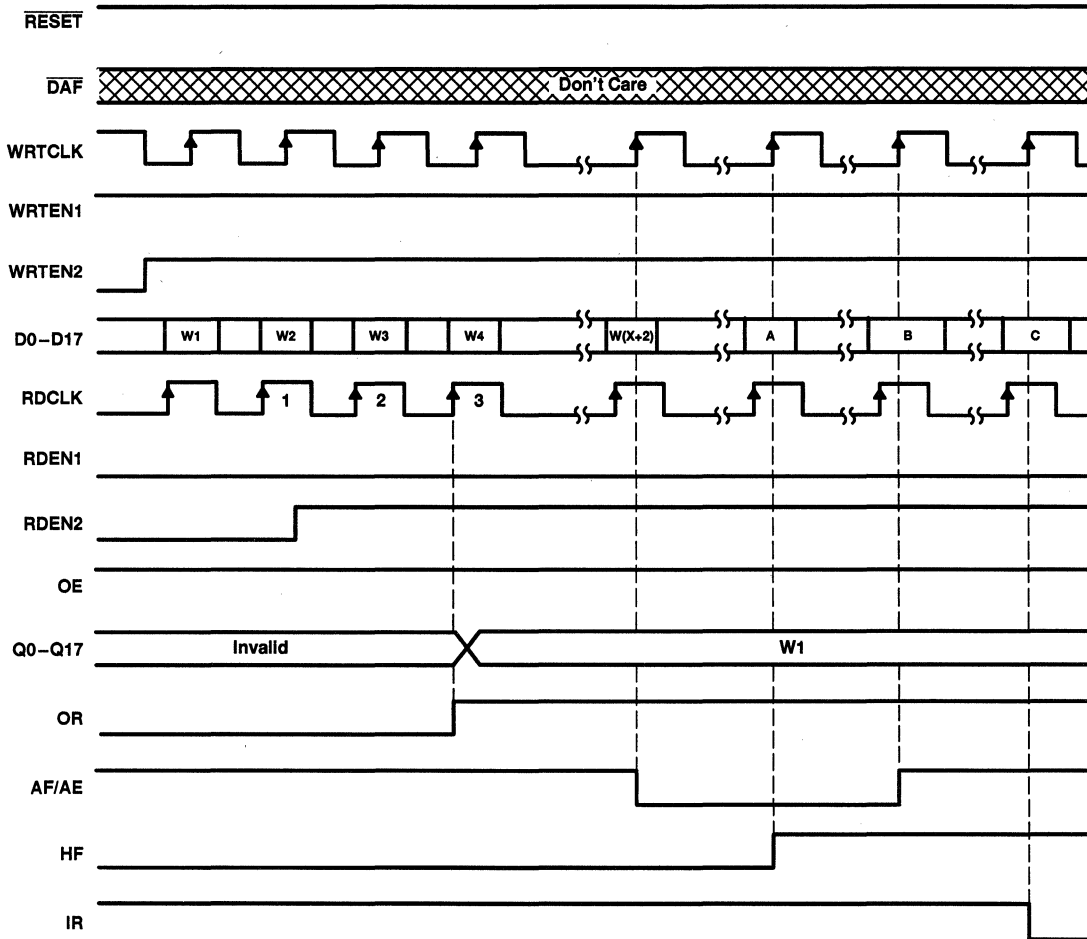 RESET
DAF
Don't Care
WRTCLK
WRTEN1
WRTEN2
D0–D17 W1 W2 W3 W4 W(X+2) A B C
RDCLK 1 2 3
RDEN1
RDEN2
OE
Q0–Q17 Invalid W1
OR
AF/AE
HF
IR